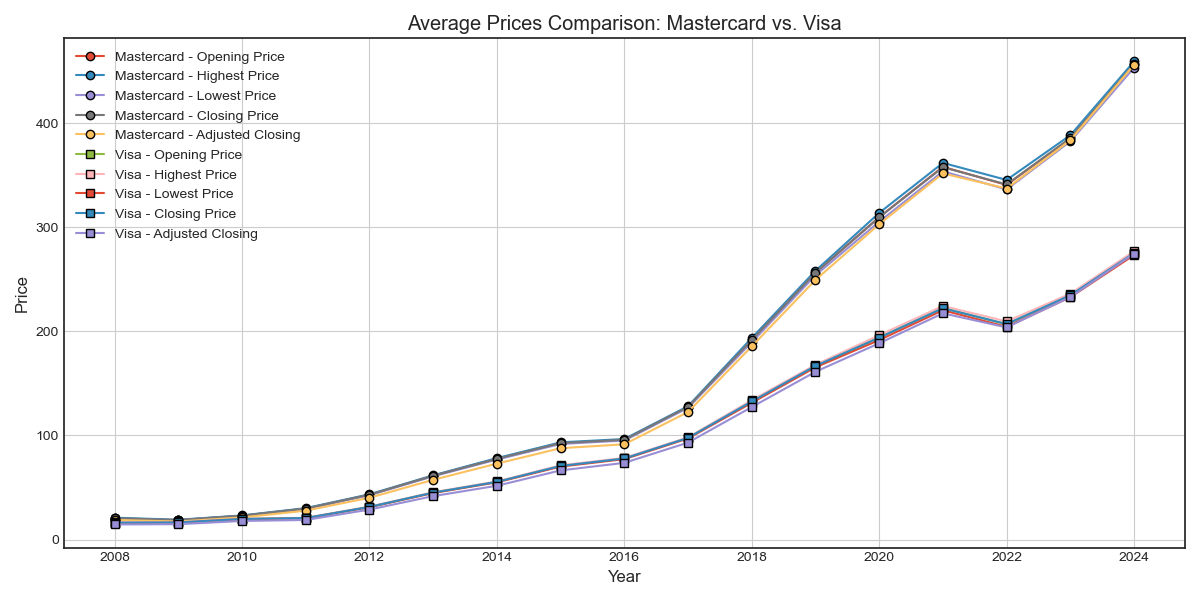 Average Prices Comparison: Mastercard vs. Visa
Mastercard - Opening Price
Mastercard - Highest Price
Mastercard - Lowest Price
Mastercard - Closing Price
Mastercard - Adjusted Closing
Visa - Opening Price
Visa - Highest Price
Visa - Lowest Price
Visa - Closing Price
Visa - Adjusted Closing
Price
400
300
200
100
0
2008 2010 2012 2014 2016 2018 2020 2022 2024
Year